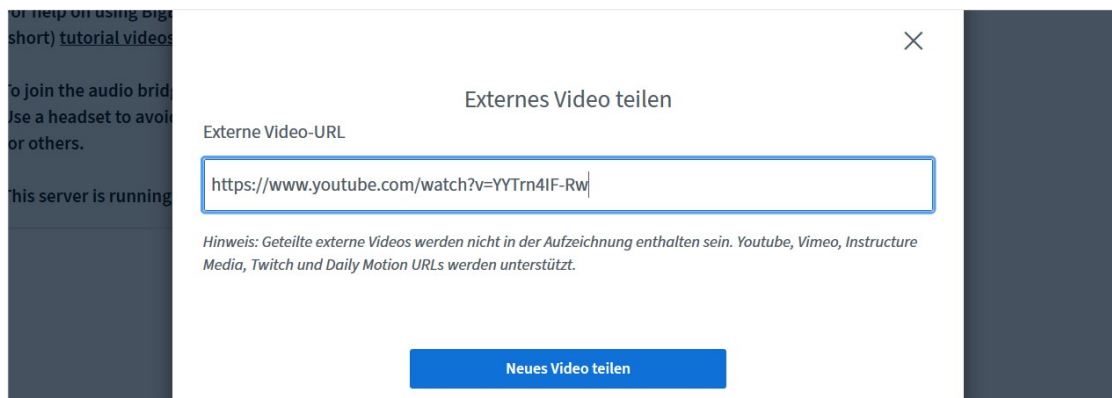 or help on using Big
short) tutorial videos
o join the audio brid
Use a headset to avoi
or others.
his server is running
Externes Video teilen
Externe Video-URL
https://www.youtube.com/watch?v=YYTrn4IF-Rw
Hinweis: Geteilte externe Videos werden nicht in der Aufzeichnung enthalten sein. Youtube, Vimeo, Instructure
Media, Twitch und Daily Motion URLs werden unterstützt.
Neues Video teilen